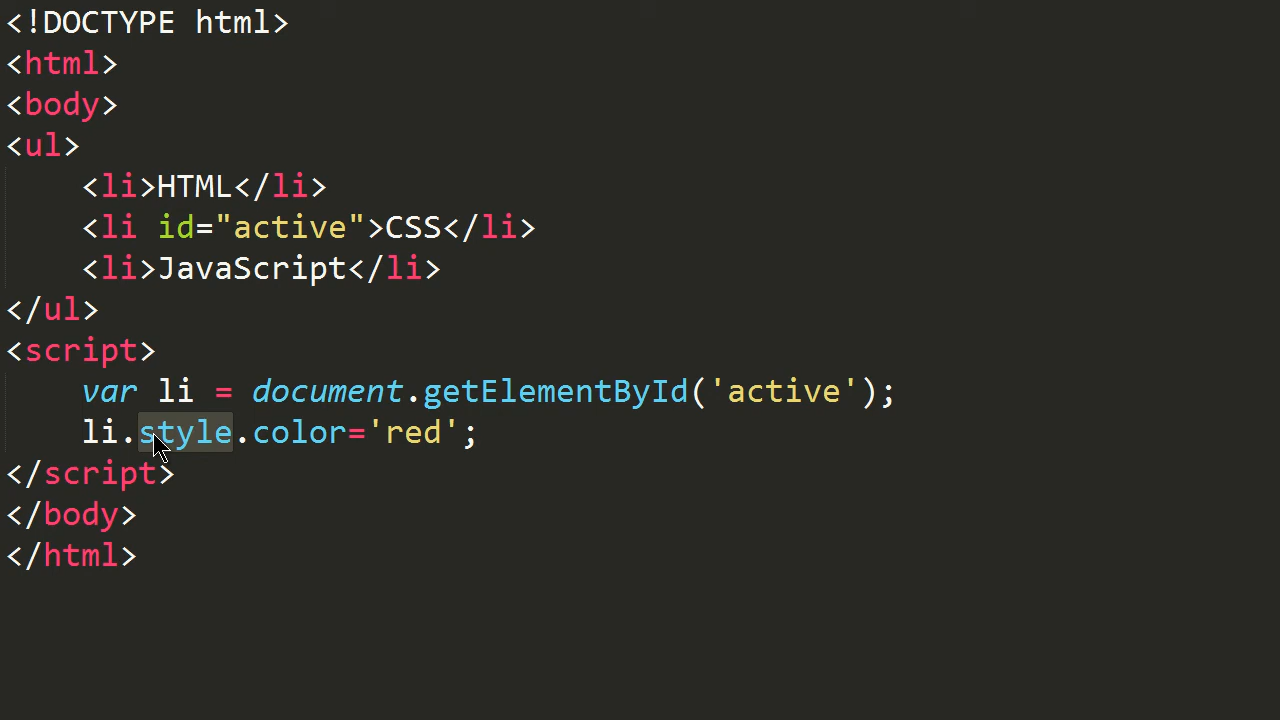 <!DOCTYPE html>
<html>
<body>
<ul>
    <li>HTML</li>
    <li id="active">CSS</li>
    <li>JavaScript</li>
</ul>
<script>
    var li = document.getElementById('active');
    li.style.color='red';
</script>
</body>
</html>